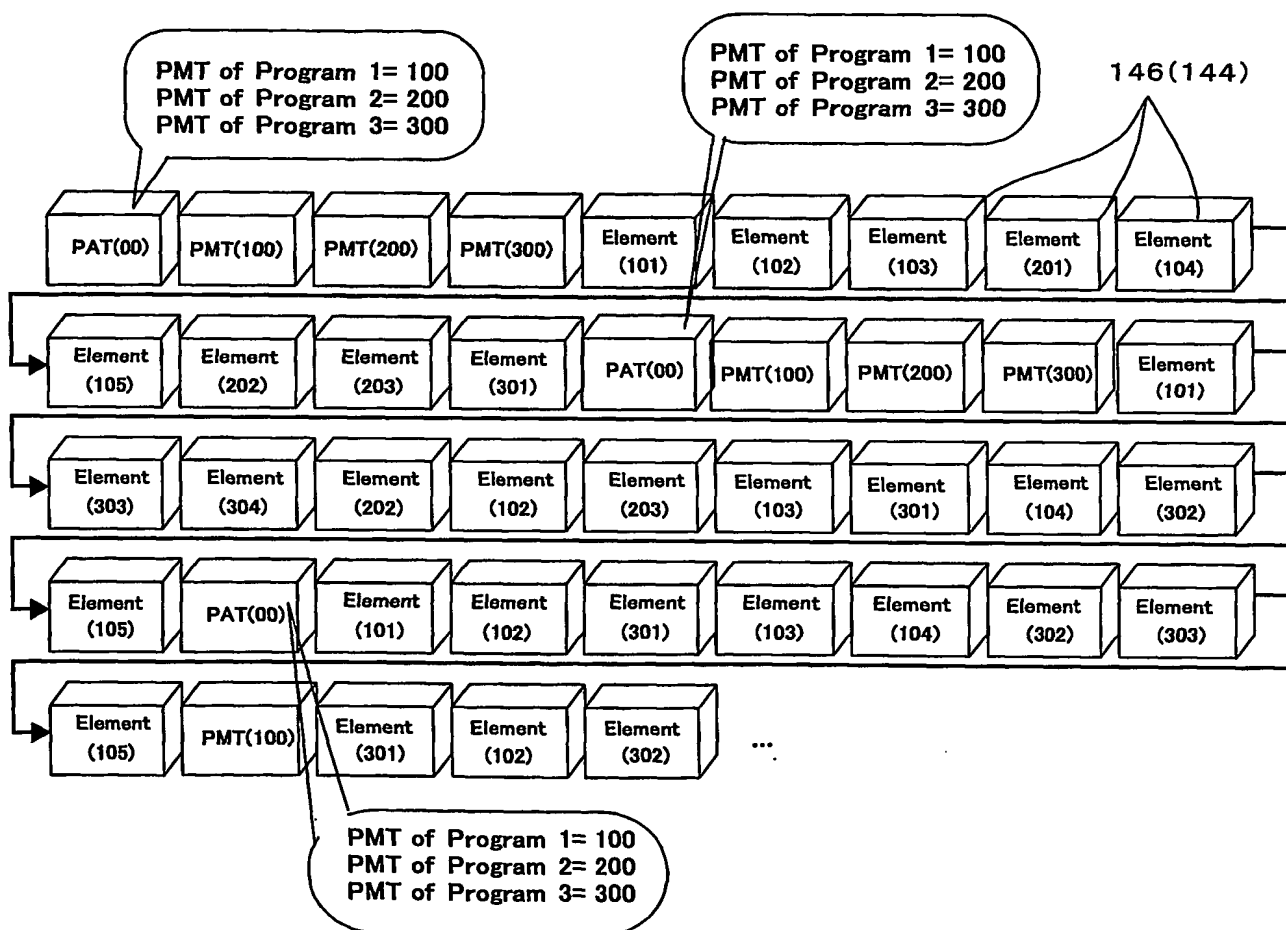 PMT of Program 1= 100
PMT of Program 2= 200
PMT of Program 3= 300
PMT of Program 1= 100
PMT of Program 2= 200
PMT of Program 3= 300
146(144)
PAT(00)
PMT(100)
PMT(200)
PMT(300)
Element
(101)
Element
(102)
Element
(103)
Element
(201)
Element
(104)
Element
(105)
Element
(202)
Element
(203)
Element
(301)
PAT(00)
PMT(100)
PMT(200)
PMT(300)
Element
(101)
Element
(303)
Element
(304)
Element
(202)
Element
(102)
Element
(203)
Element
(103)
Element
(301)
Element
(104)
Element
(302)
Element
(105)
PAT(00)
Element
(101)
Element
(102)
Element
(301)
Element
(103)
Element
(104)
Element
(302)
Element
(303)
Element
(105)
PMT(100)
Element
(301)
Element
(102)
Element
(302)
...
PMT of Program 1= 100
PMT of Program 2= 200
PMT of Program 3= 300